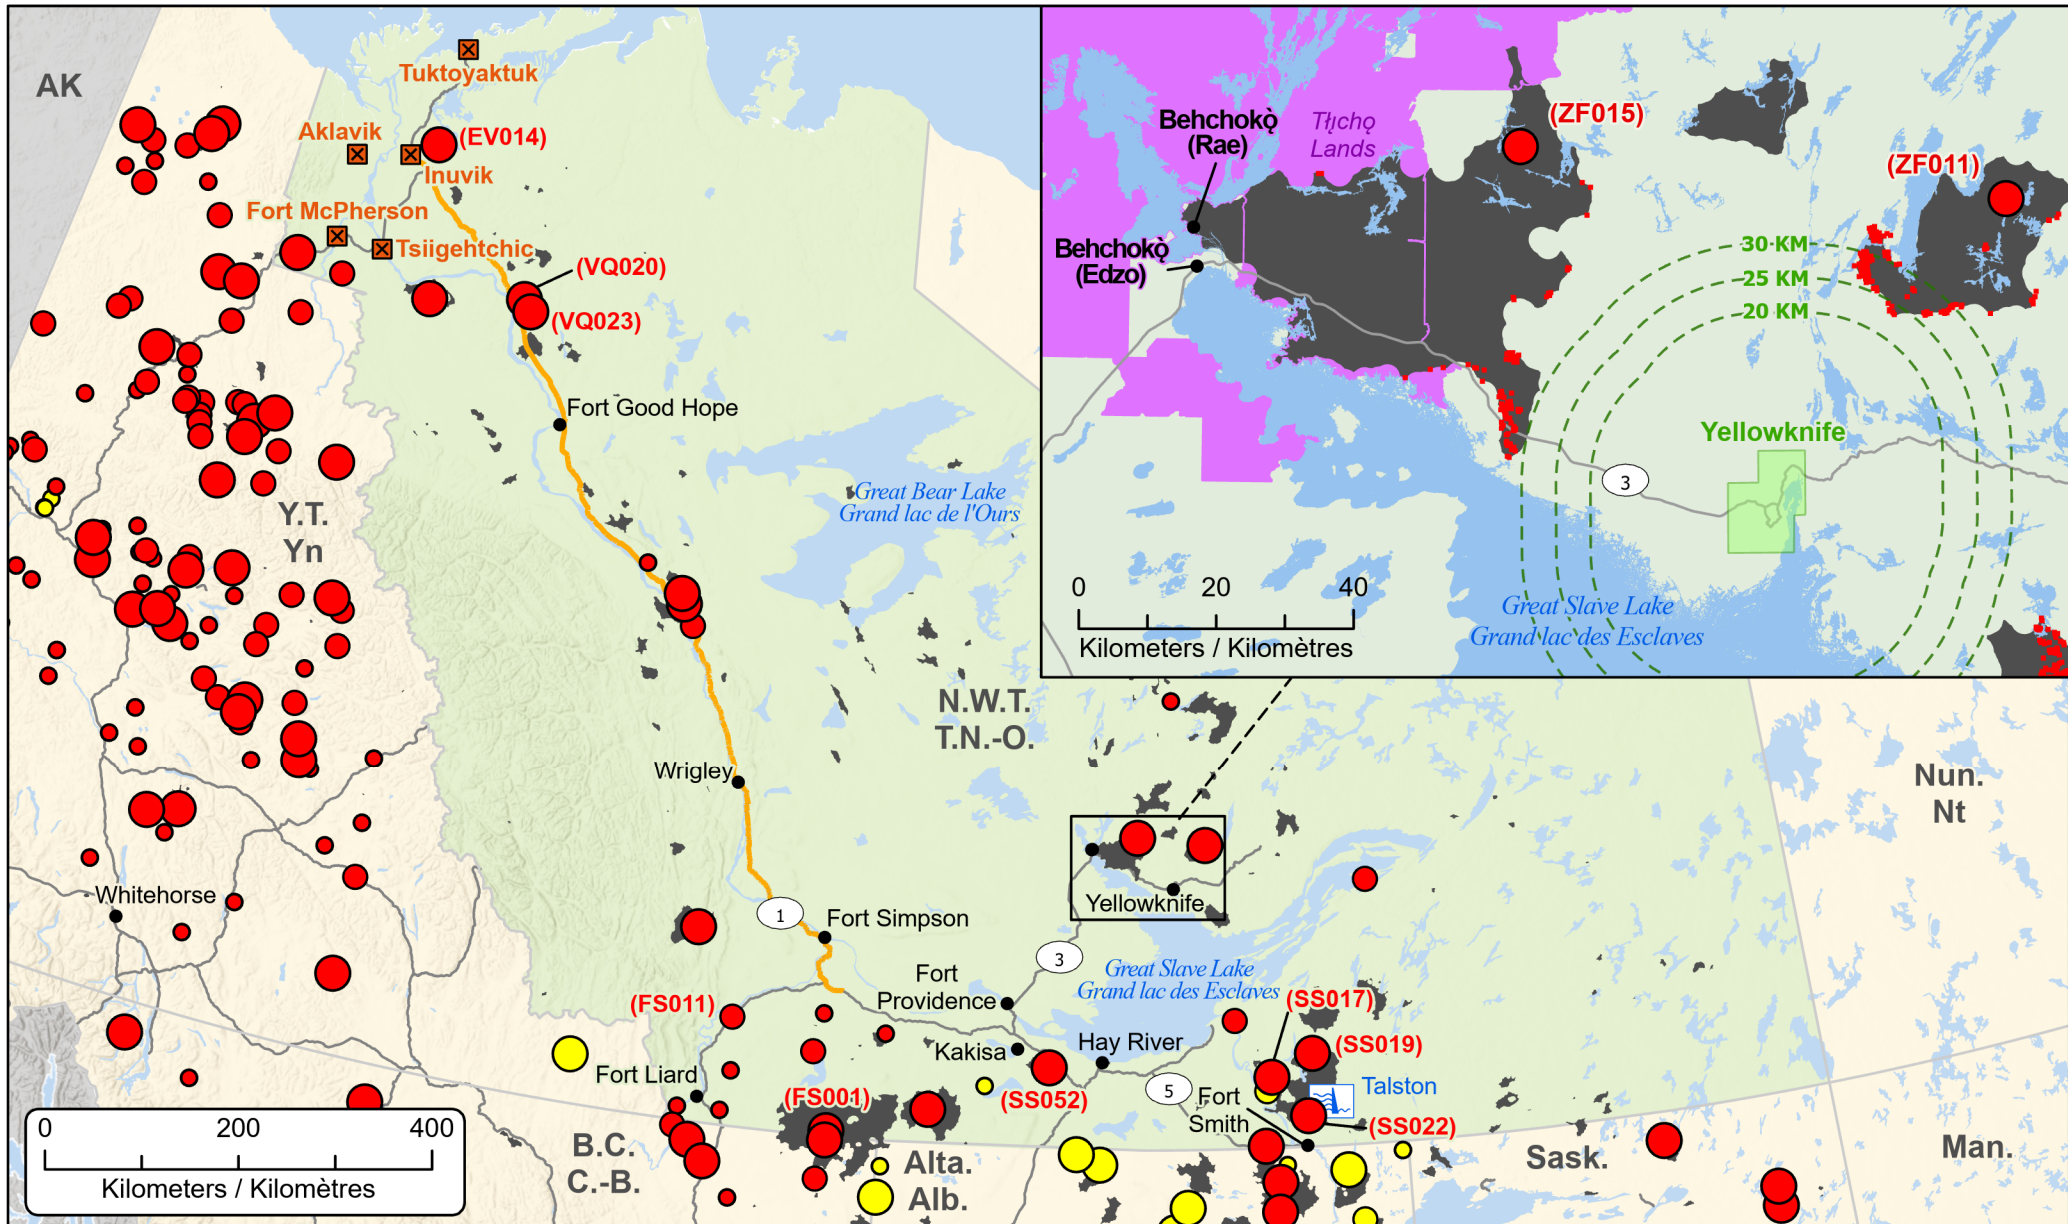 AK
Tuktoyaktuk
Aklavik
(EV014)
Inuvik
Fort McPherson
Tsiigehtchic
(VQ020)
(VQ023)
Fort Good Hope
Great Bear Lake
Grand lac de l'Ours
Y.T.
Yn
N.W.T.
T.N.-O.
Wrigley
Nun.
Nt
Whitehorse
Yellowknife
1
Fort Simpson
3
Fort
Providence
Great Slave Lake
Grand lac des Esclaves
(FS011)
(SS017)
(SS019)
Kakisa
Hay River
Fort Liard
(FS001)
(SS052)
5
Fort
Smith
Talston
(SS022)
B.C.
C.-B.
Alta.
Alb.
Sask.
Man.
0 200 400
Kilometers / Kilomètres
Behchokǫ̀
(Rae)
Tłı̨chǫ
Lands
(ZF015)
(ZF011)
Behchokǫ̀
(Edzo)
30 KM
25 KM
20 KM
Yellowknife
3
0 20 40
Kilometers / Kilomètres
Great Slave Lake
Grand lac des Esclaves